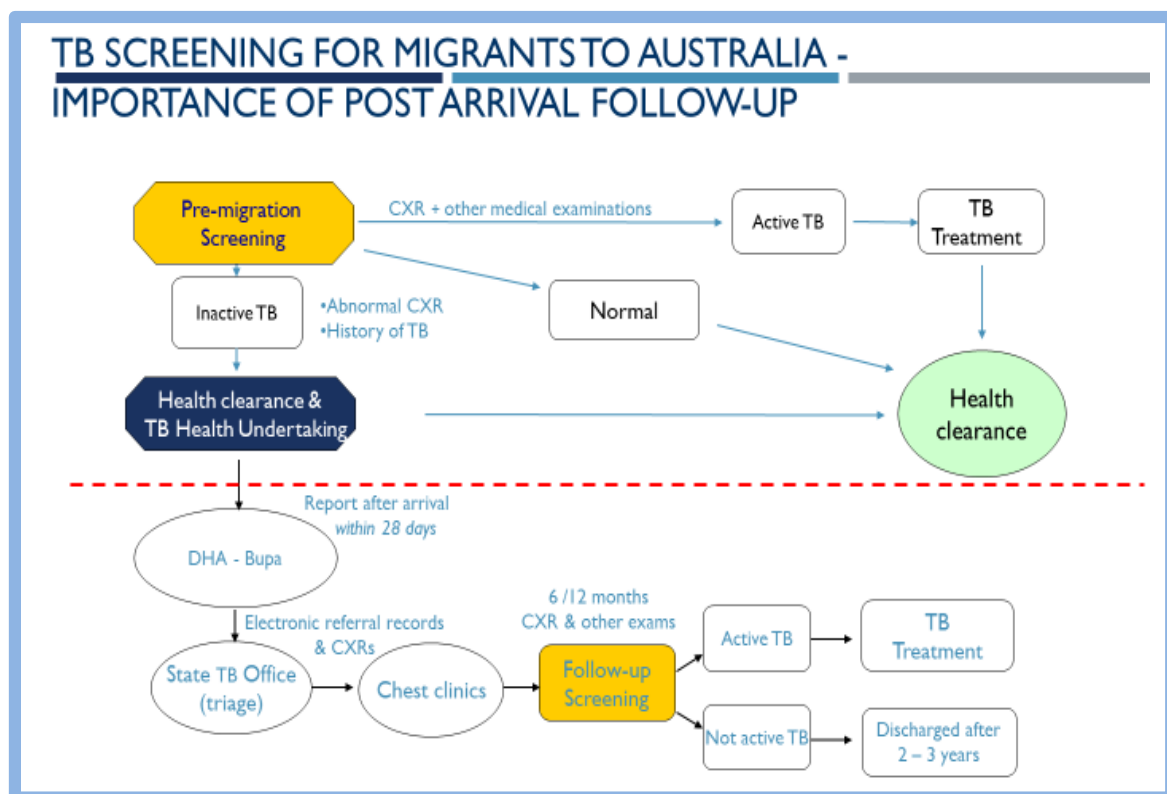 TB SCREENING FOR MIGRANTS TO AUSTRALIA -
IMPORTANCE OF POST ARRIVAL FOLLOW-UP
Pre-migration
Screening
CXR + other medical examinations
Active TB
TB
Treatment
Inactive TB
•Abnormal CXR
•History of TB
Normal
Health clearance &
TB Health Undertaking
Health
clearance
Report after arrival
within 28 days
DHA - Bupa
Electronic referral records
& CXRs
State TB Office
(triage)
Chest clinics
6 /12 months
CXR & other exams
Follow-up
Screening
Active TB
TB
Treatment
Not active TB
Discharged after
2 – 3 years